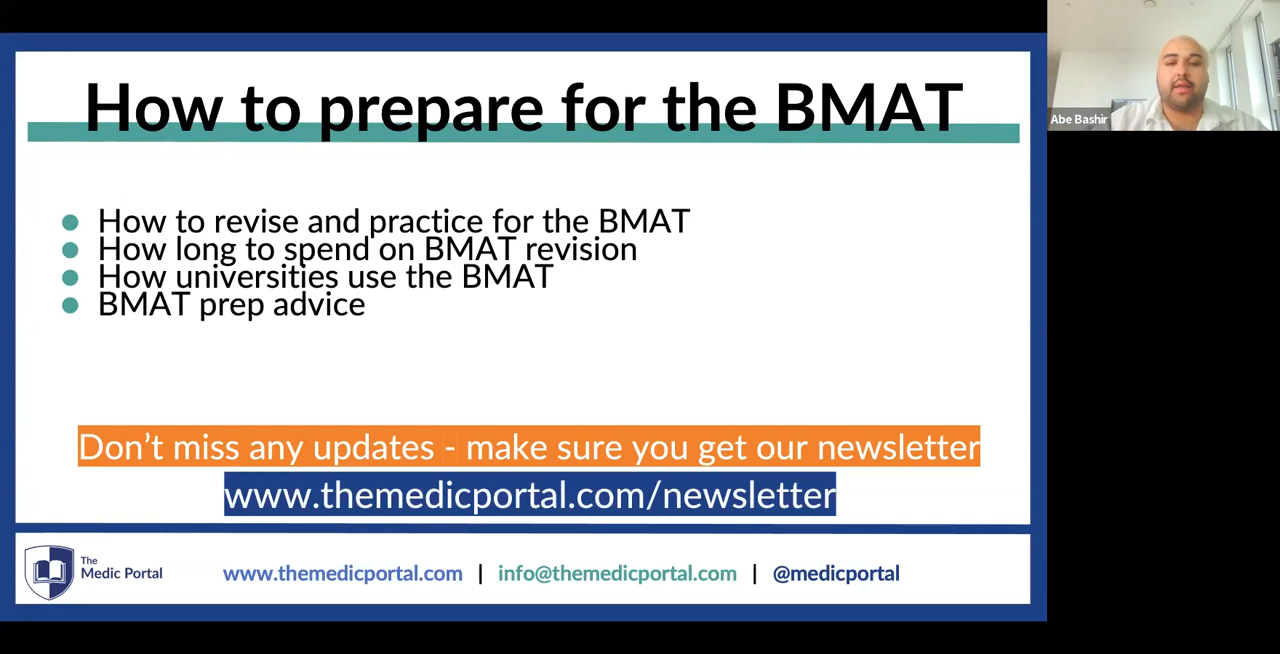 How to prepare for the BMAT
Abe Bashir
How to revise and practice for the BMAT
How long to spend on BMAT revision
How universities use the BMAT
BMAT prep advice
Don’t miss any updates - make sure you get our newsletter
www.themedicportal.com/newsletter
The
Medic Portal
www.themedicportal.com | info@themedicportal.com | @medicportal